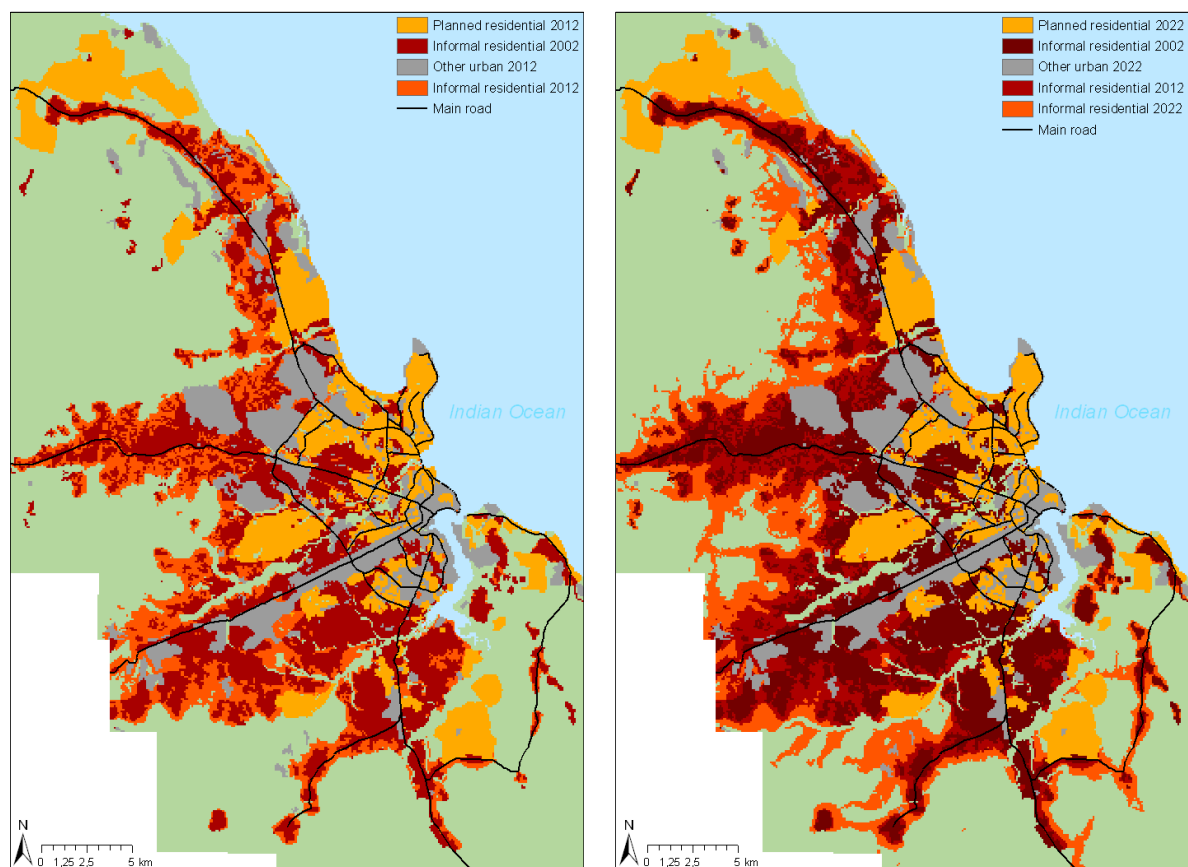 Planned residential 2012
Informal residential 2002
Other urban 2012
Informal residential 2012
Main road
Indian Ocean
N
0 1,25 2,5 5 km
Planned residential 2022
Informal residential 2002
Other urban 2022
Informal residential 2012
Informal residential 2022
Main road
Indian Ocean
N
0 1,25 2,5 5 km